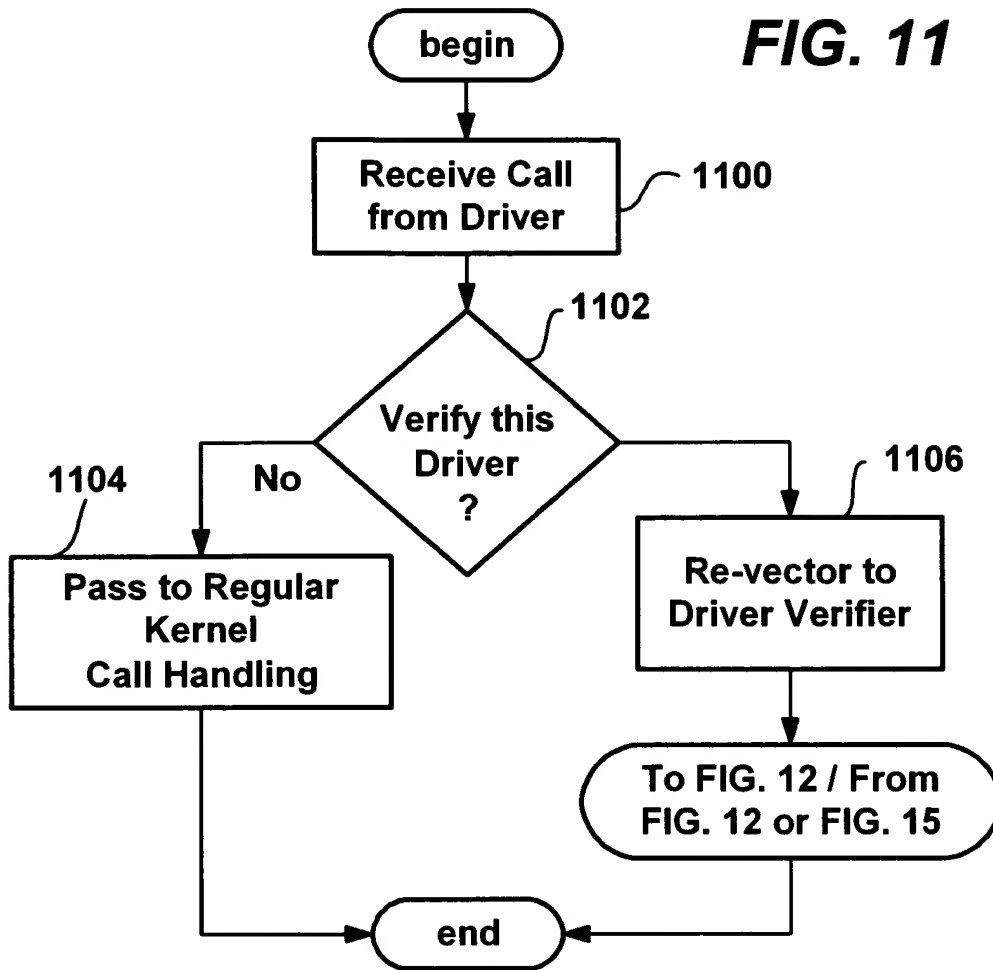 begin
FIG. 11
Receive Call
from Driver
1100
1102
Verify this
Driver
?
No
1104
1106
Pass to Regular
Kernel
Call Handling
Re-vector to
Driver Verifier
To FIG. 12 / From
FIG. 12 or FIG. 15
end